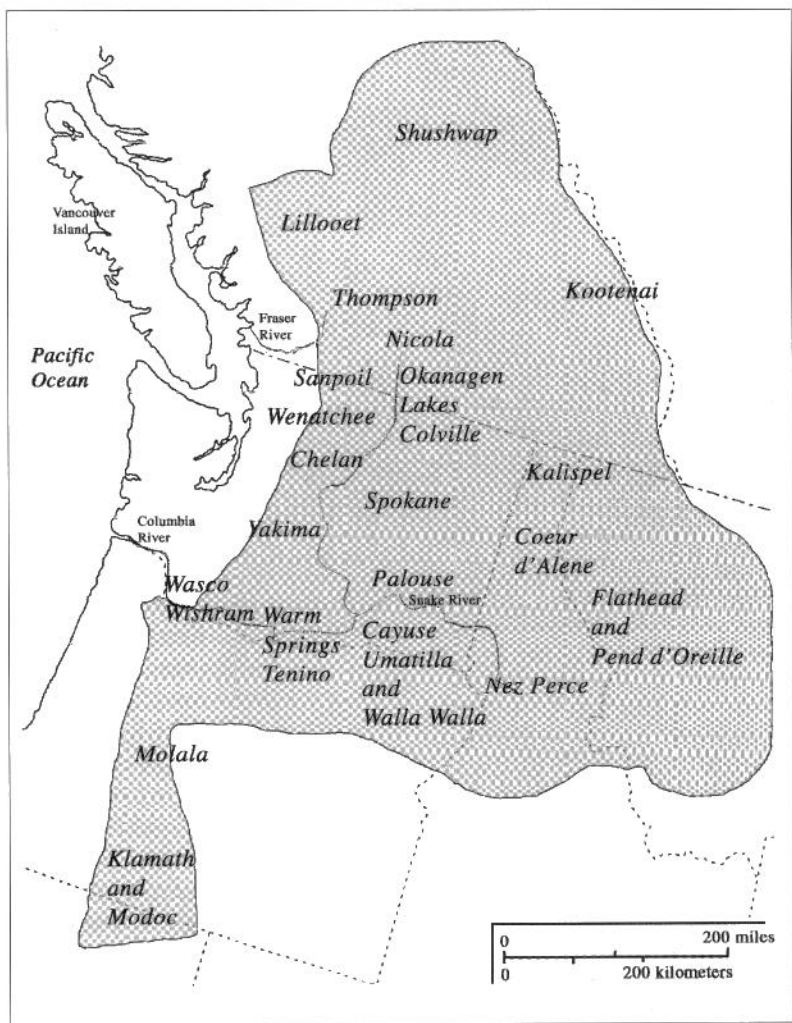 Shushwap
Vancouver
Island
Lillooet
Kootenai
Thompson
Fraser
River
Nicola
Pacific
Ocean
Sanpoil
Okanagen
Lakes
Colville
Wenatchee
Chelan
Kalispel
Spokane
Columbia
River
Yakima
Coeur
d'Alene
Wasco
Palouse
Snake River
Flathead
and
Pend d'Oreille
Wishram
Warm
Springs
Tenino
Cayuse
Umatilla
and
Walla Walla
Nez Perce
Molala
Klamath
and
Modoc
0 200 miles
0 200 kilometers